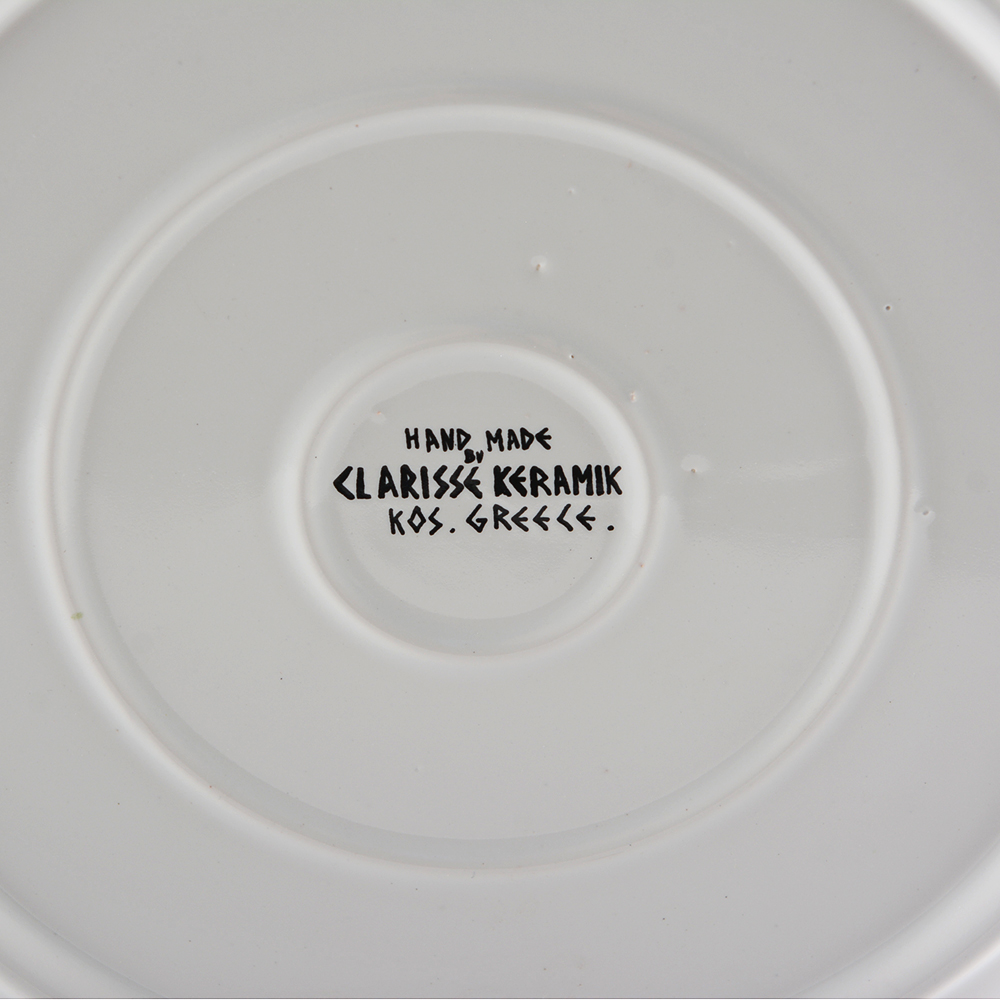 HAND MADE
By
CLARISSE KERAMIK
KOS. GREECE.